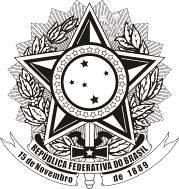 REPÚBLICA FEDERATIVA DO BRASIL
15 de Novembro de 1889